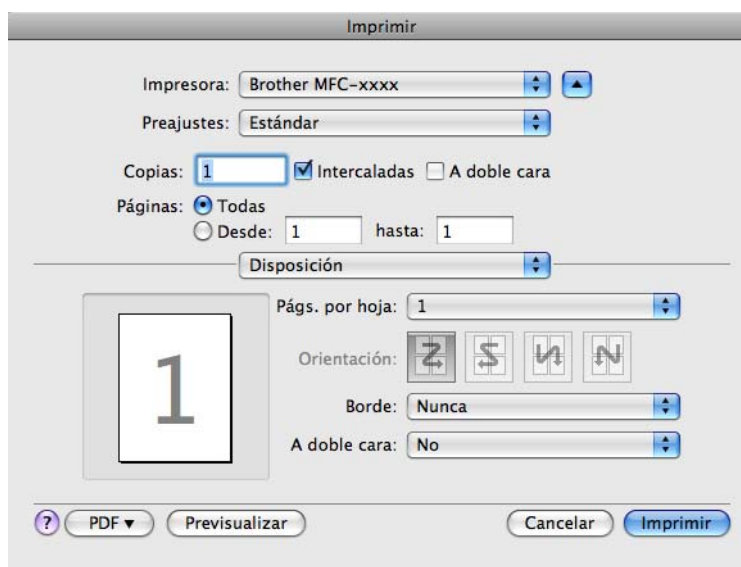 Imprimir
Impresora: Brother MFC-xxxx
Preajustes: Estándar
Copias: 1 Intercaladas A doble cara
Páginas: Todas
Desde: 1 hasta: 1
Disposición
Págs. por hoja: 1
1
Orientación:
Borde: Nunca
A doble cara: No
? PDF▼ Previsualizar Cancelar Imprimir